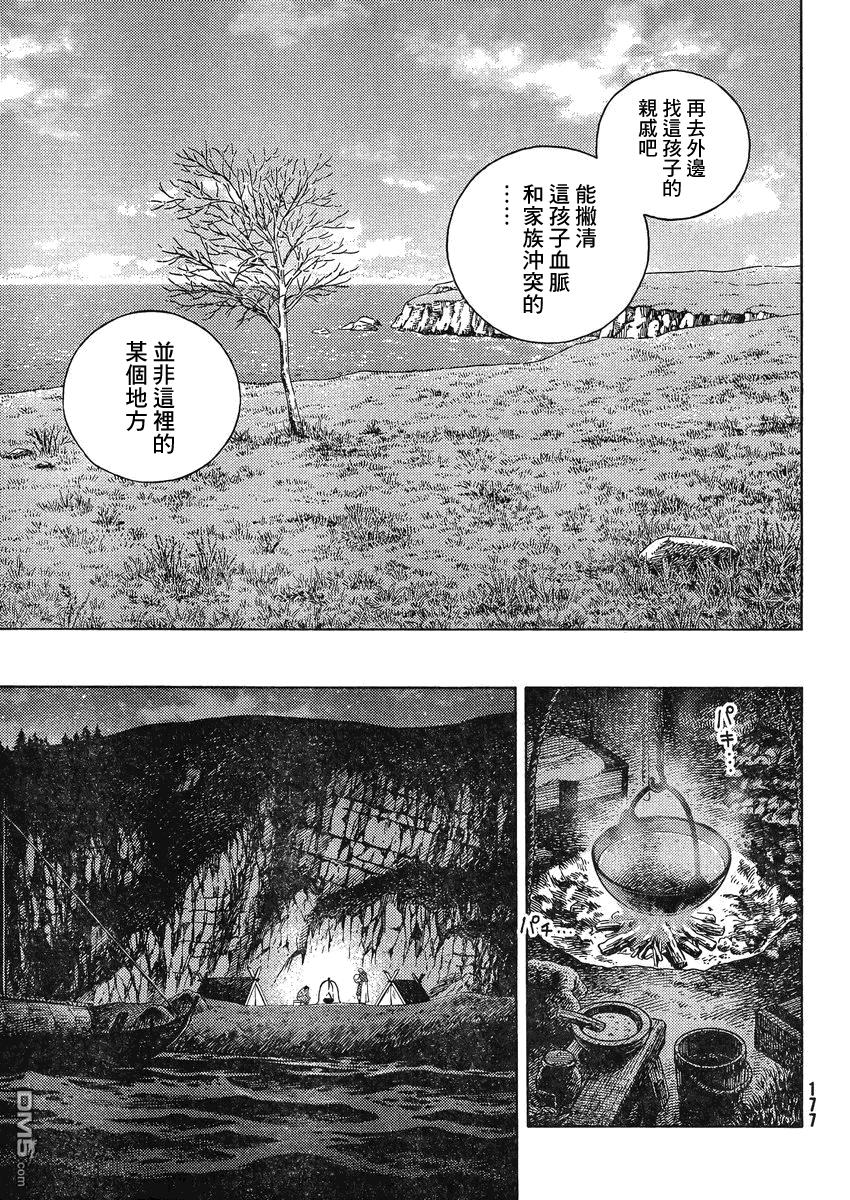 再去外邊
找這孩子的
親戚吧
能撇清
這孩子血脈
和家族沖突的
……
並非這裡的
某個地方
パキ…
パチ…
177
DM5.com